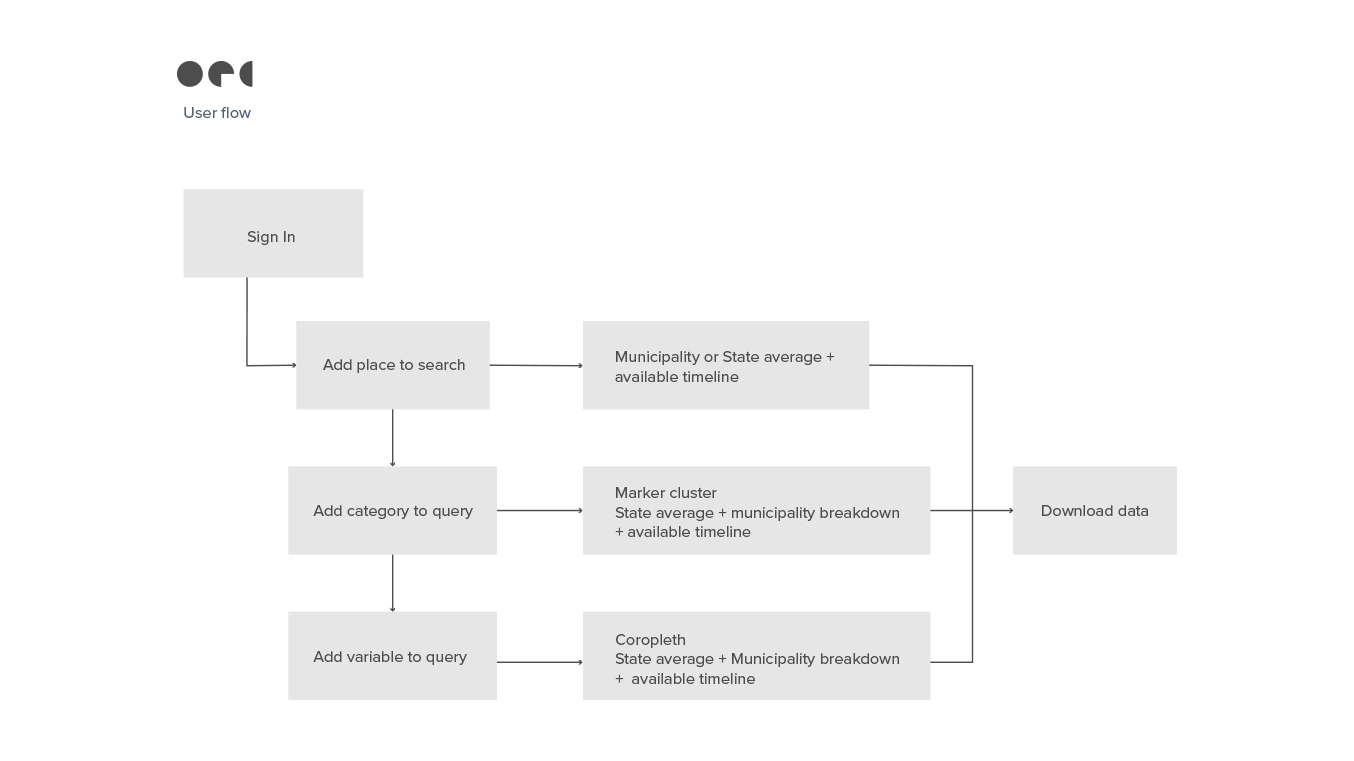 User flow
Sign In
Add place to search
Municipality or State average +
available timeline
Add category to query
Marker cluster
State average + municipality breakdown
+ available timeline
Download data
Add variable to query
Coropleth
State average + Municipality breakdown
+  available timeline